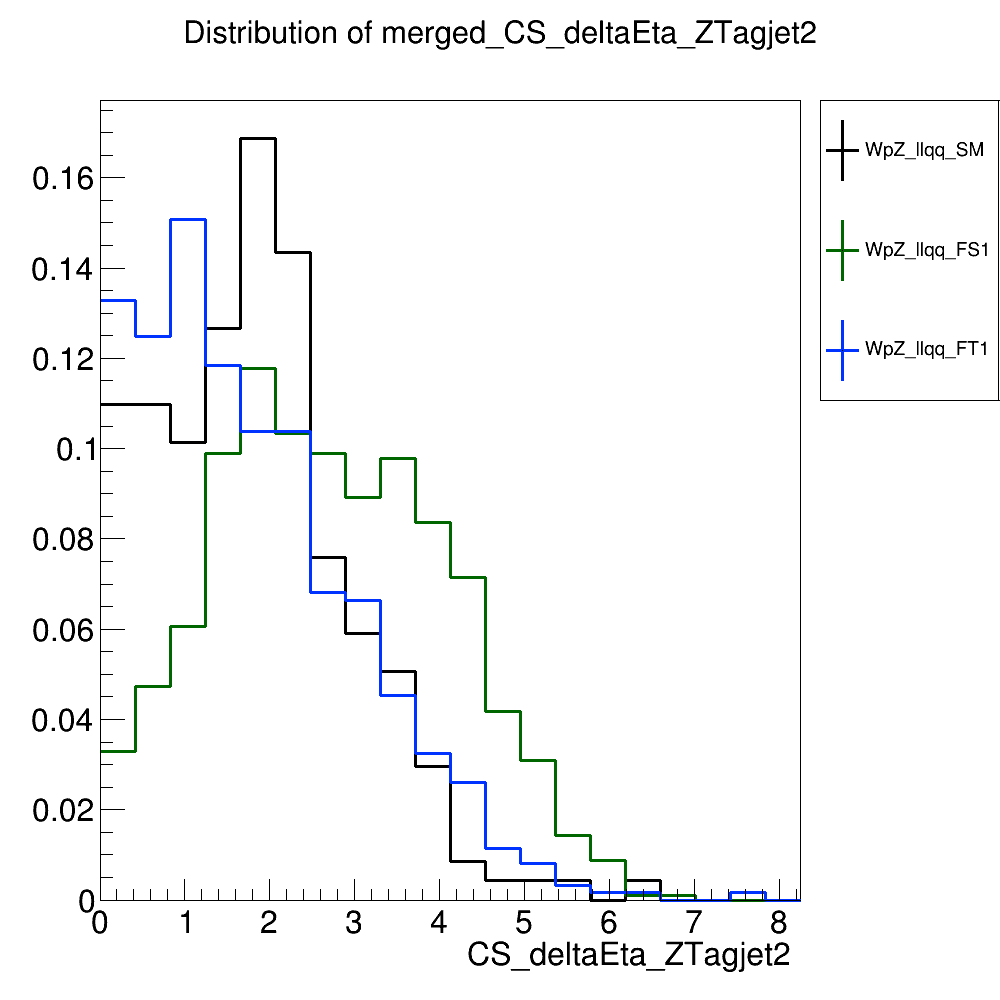 Distribution of merged_CS_deltaEta_ZTagjet2
WpZ_llqq_SM
WpZ_llqq_FS1
WpZ_llqq_FT1
0.16
0.14
0.12
0.1
0.08
0.06
0.04
0.02
0
0 1 2 3 4 5 6 7 8
CS_deltaEta_ZTagjet2